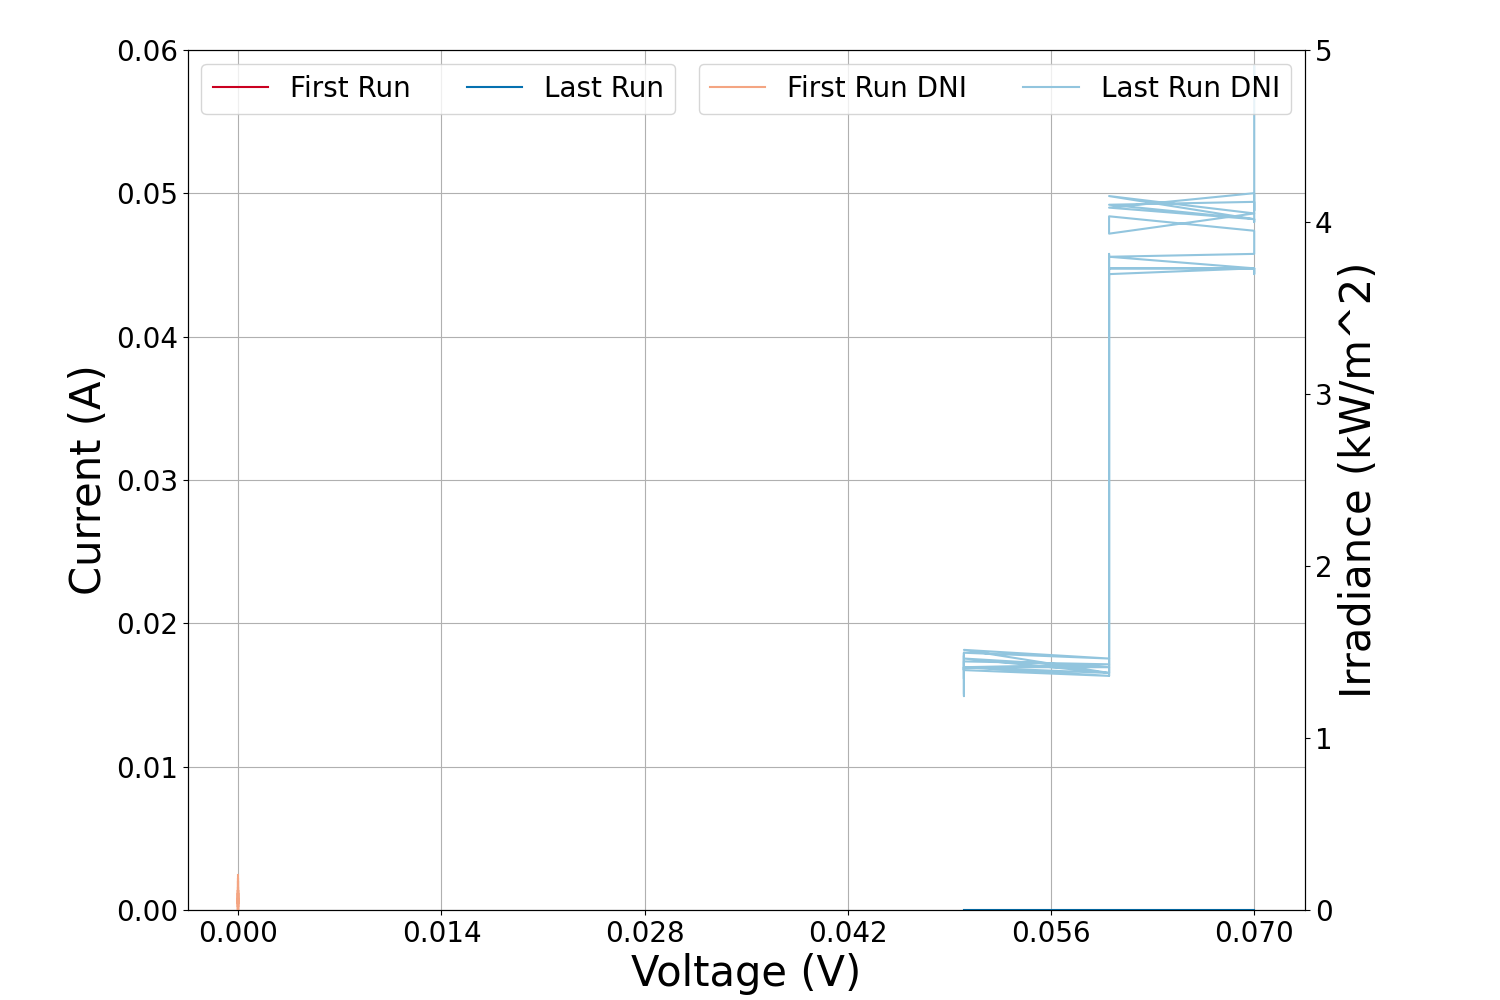 First Run
Last Run
First Run DNI
Last Run DNI
Current (A)
0.06
0.05
0.04
0.03
0.02
0.01
0.00
5
4
3
2
1
0
Irradiance (kW/m^2)
0.000
0.014
0.028
0.042
0.056
0.070
Voltage (V)